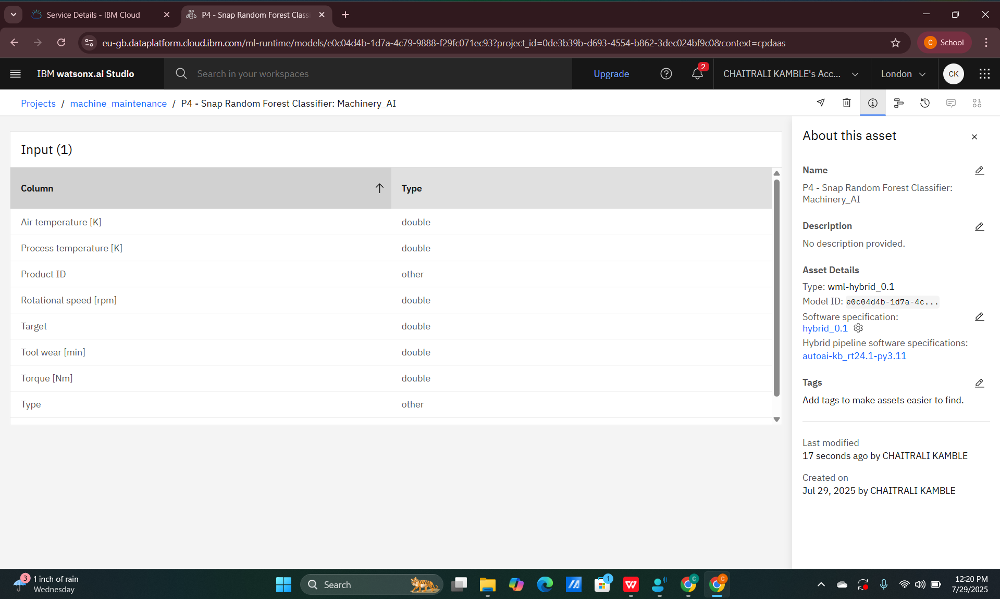 Service Details - IBM Cloud
P4 - Snap Random Forest Classi
eu-gb.dataplatform.cloud.ibm.com/ml-runtime/models/e0c04d4b-1d7a-4c79-9888-f29fc071ec93?project_id=0de3b39b-d693-4554-b862-3dec024bf9c0&context=cpdaas
C School
IBM watsonx.ai Studio
Search in your workspaces
Upgrade
2
CHAITRALI KAMBLE's Acc...
London
CK
Projects / machine_maintenance / P4 - Snap Random Forest Classifier: Machinery_AI
Input (1)
Column Type
Air temperature [K] double
Process temperature [K] double
Product ID other
Rotational speed [rpm] double
Target double
Tool wear [min] double
Torque [Nm] double
Type other
About this asset
Name
P4 - Snap Random Forest Classifier:
Machinery_AI
Description
No description provided.
Asset Details
Type: wml-hybrid_0.1
Model ID: e0c04d4b-1d7a-4c...
Software specification:
hybrid_0.1
Hybrid pipeline software specifications:
autoai-kb_rt24.1-py3.11
Tags
Add tags to make assets easier to find.
Last modified
17 seconds ago by CHAITRALI KAMBLE
Created on
Jul 29, 2025 by CHAITRALI KAMBLE
3
1 inch of rain
Wednesday
Search
1
W
C
C
12:20 PM
7/29/2025